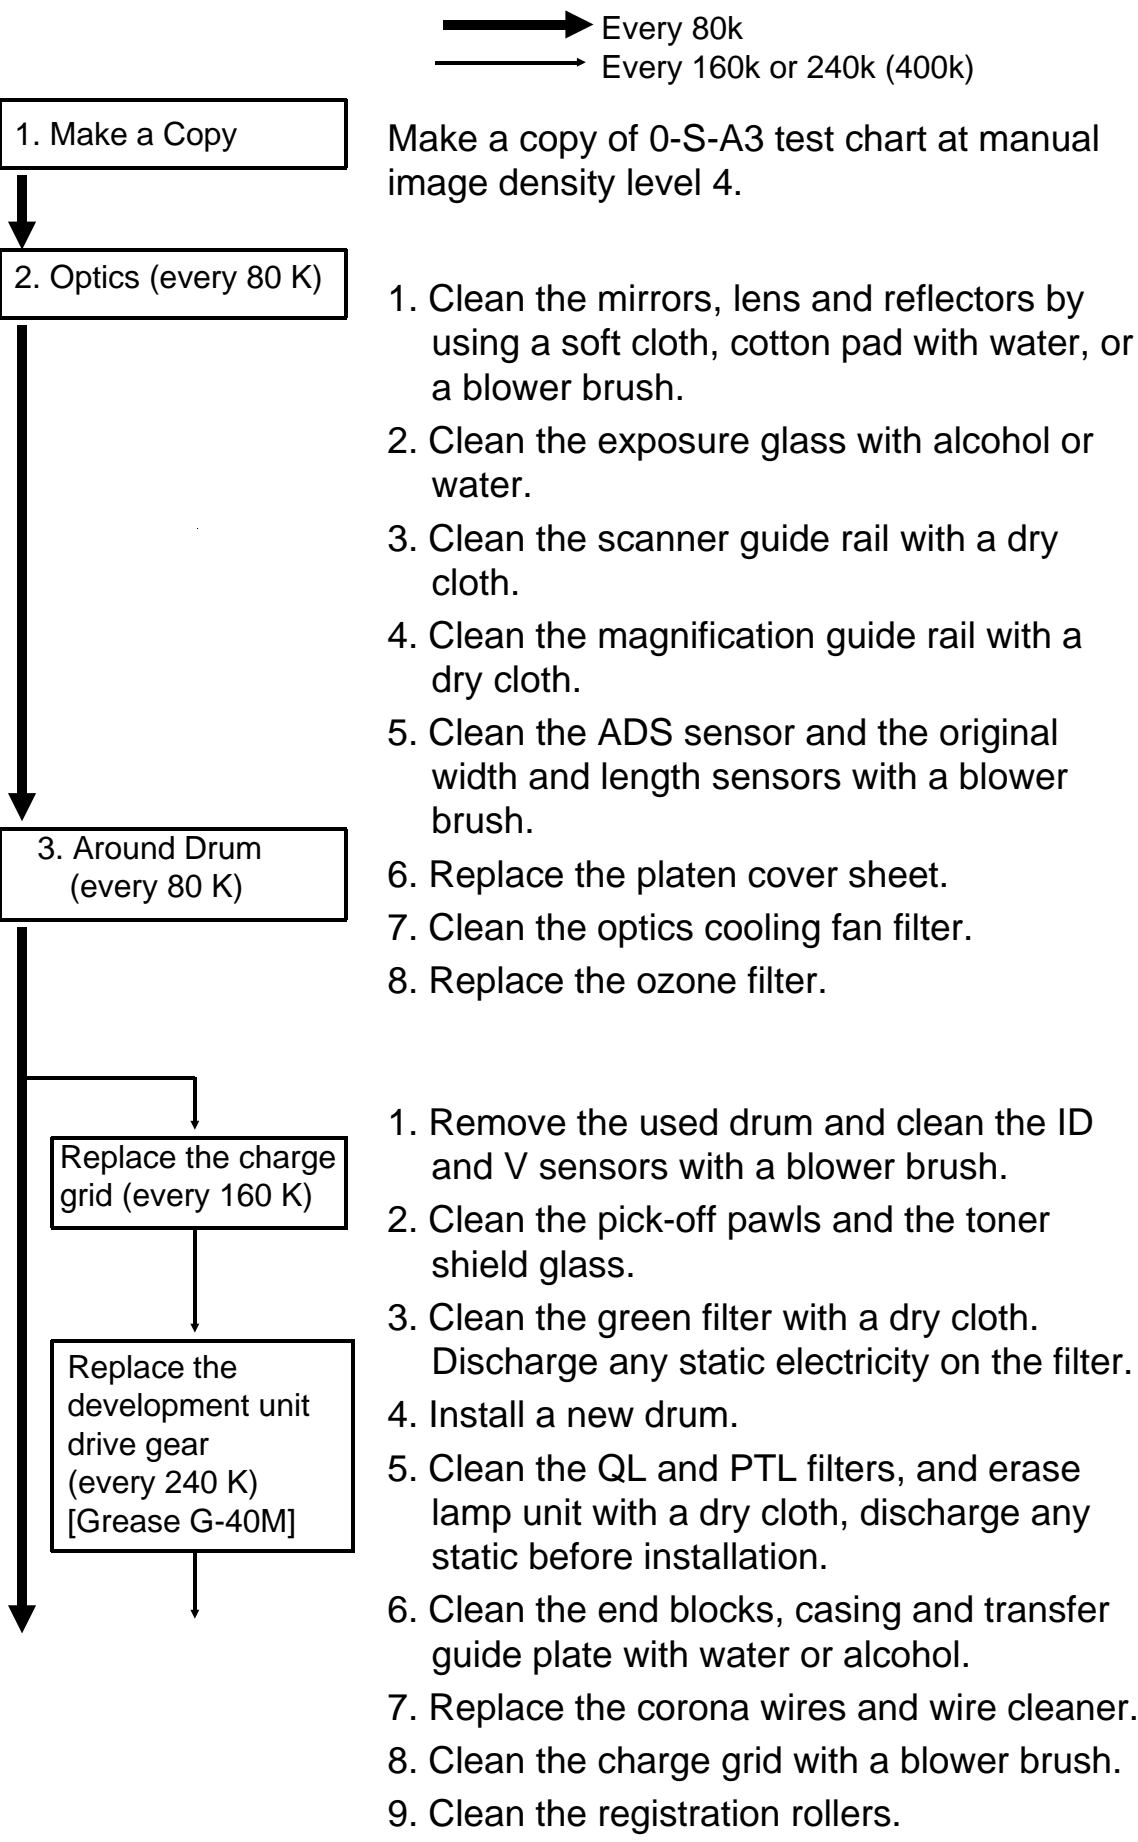 Every 80k
Every 160k or 240k (400k)
1. Make a Copy
Make a copy of 0-S-A3 test chart at manual
image density level 4.
2. Optics (every 80 K)
1. Clean the mirrors, lens and reflectors by
using a soft cloth, cotton pad with water, or
a blower brush.
2. Clean the exposure glass with alcohol or
water.
3. Clean the scanner guide rail with a dry
cloth.
4. Clean the magnification guide rail with a
dry cloth.
5. Clean the ADS sensor and the original
width and length sensors with a blower
brush.
6. Replace the platen cover sheet.
7. Clean the optics cooling fan filter.
8. Replace the ozone filter.
3. Around Drum
(every 80 K)
1. Remove the used drum and clean the ID
and V sensors with a blower brush.
2. Clean the pick-off pawls and the toner
shield glass.
3. Clean the green filter with a dry cloth.
Discharge any static electricity on the filter.
4. Install a new drum.
5. Clean the QL and PTL filters, and erase
lamp unit with a dry cloth, discharge any
static before installation.
6. Clean the end blocks, casing and transfer
guide plate with water or alcohol.
7. Replace the corona wires and wire cleaner.
8. Clean the charge grid with a blower brush.
9. Clean the registration rollers.
Replace the charge
grid (every 160 K)
Replace the
development unit
drive gear
(every 240 K)
[Grease G-40M]